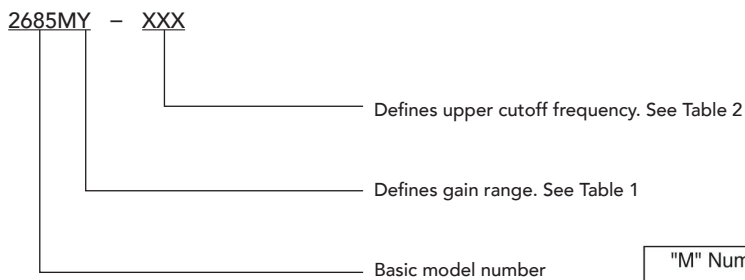 2685MY – XXX
Defines upper cutoff frequency. See Table 2
Defines gain range. See Table 1
Basic model number
"M"